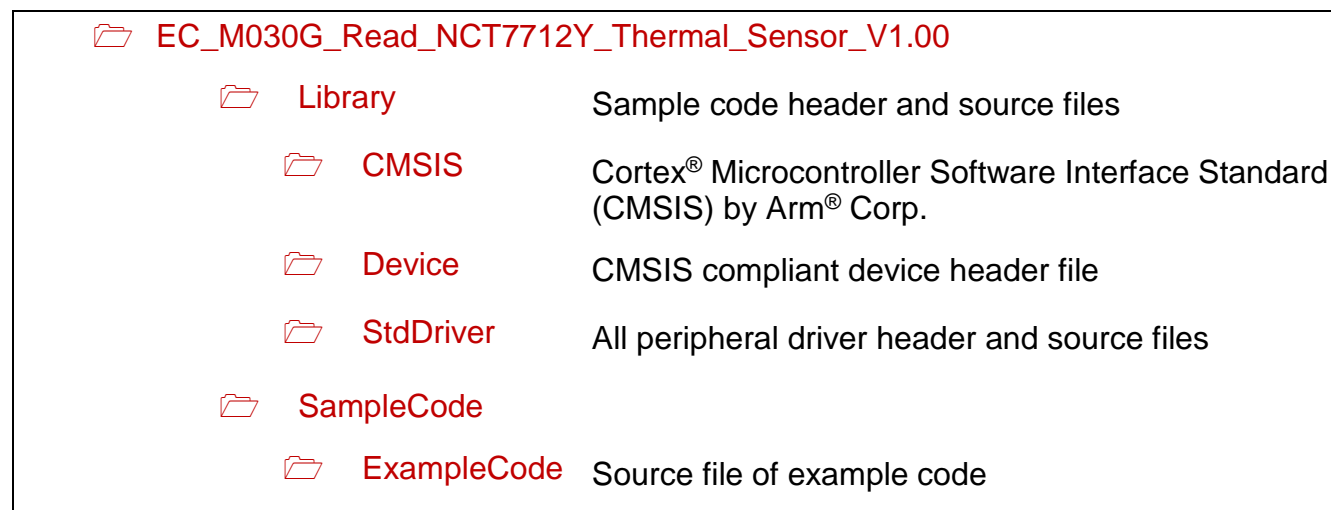 EC_M030G_Read_NCT7712Y_Thermal_Sensor_V1.00
Library Sample code header and source files
CMSIS Cortex® Microcontroller Software Interface Standard
(CMSIS) by Arm® Corp.
Device CMSIS compliant device header file
StdDriver All peripheral driver header and source files
SampleCode
ExampleCode Source file of example code